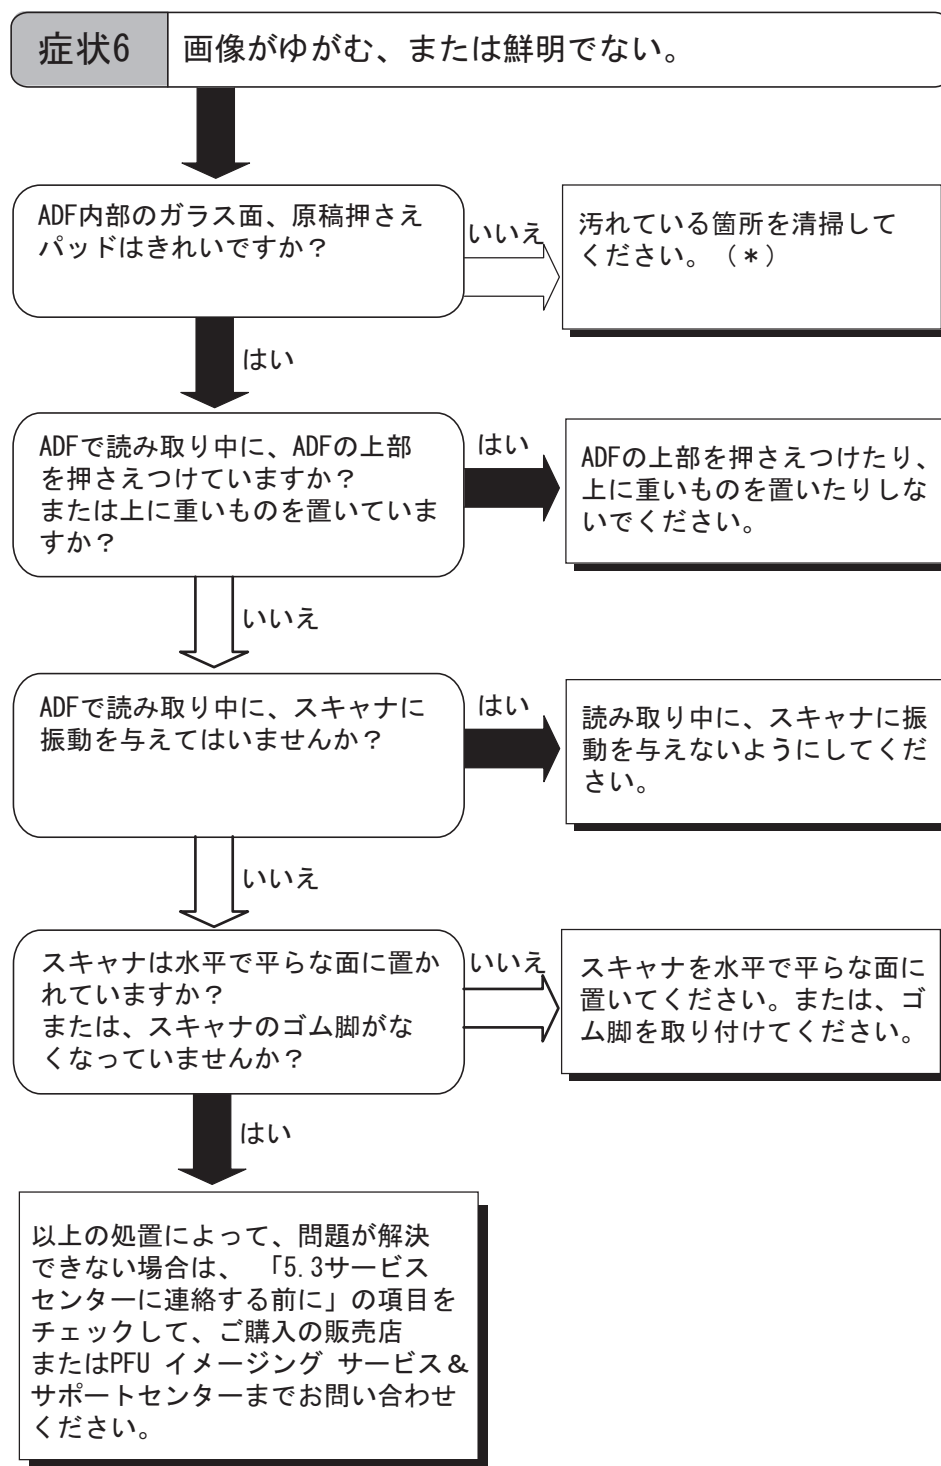 症状6
画像がゆがむ、または鮮明でない。
ADF内部のガラス面、原稿押さえ
パッドはきれいですか？
いいえ
汚れている箇所を清掃して
ください。（＊）
はい
ADFで読み取り中に、ADFの上部
を押さえつけていますか？
または上に重いものを置いていま
すか？
はい
ADFの上部を押さえつけたり、
上に重いものを置いたりしな
いでください。
いいえ
ADFで読み取り中に、スキャナに
振動を与えてはいませんか？
はい
読み取り中に、スキャナに振
動を与えないようにしてくだ
さい。
いいえ
スキャナは水平で平らな面に置か
れていますか？
または、スキャナのゴム脚がな
くなっていませんか？
いいえ
スキャナを水平で平らな面に
置いてください。または、ゴ
ム脚を取り付けてください。
はい
以上の処置によって、問題が解決
できない場合は、 「5.3サービス
センターに連絡する前に」の項目を
チェックして、ご購入の販売店
またはPFU イメージング サービス＆
サポートセンターまでお問い合わせ
ください。